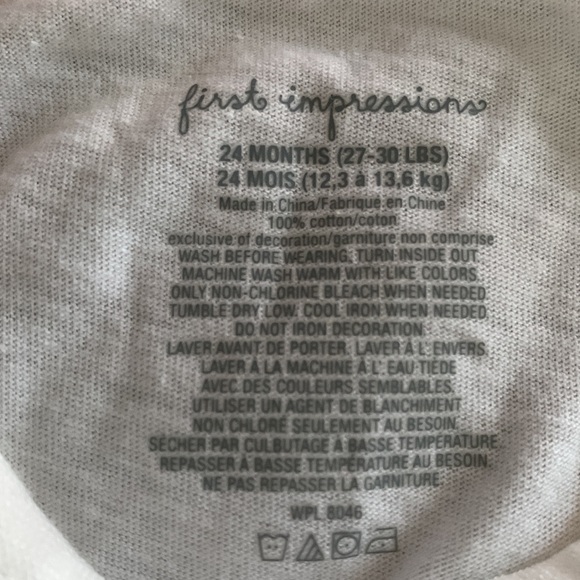 first impressions
24 MONTHS (27-30 LBS)
24 MOIS (12,3 à 13,6 kg)
Made in China/Fabrique en Chine
100% cotton/coton
exclusive of decoration/garniture non comprise
WASH BEFORE WEARING. TURN INSIDE OUT.
MACHINE WASH WARM WITH LIKE COLORS.
ONLY NON-CHLORINE BLEACH WHEN NEEDED.
TUMBLE DRY LOW. COOL IRON WHEN NEEDED.
DO NOT IRON DECORATION.
LAVER AVANT DE PORTER. LAVER À L'ENVERS.
LAVER À LA MACHINE À L'EAU TIÈDE
AVEC DES COULEURS SEMBLABLES.
UTILISER UN AGENT DE BLANCHIMENT
NON CHLORÉ SEULEMENT AU BESOIN.
SÉCHER PAR CULBUTAGE À BASSE TEMPÉRATURE.
REPASSER À BASSE TEMPÉRATURE AU BESOIN.
NE PAS REPASSER LA GARNITURE.
WPL 8046